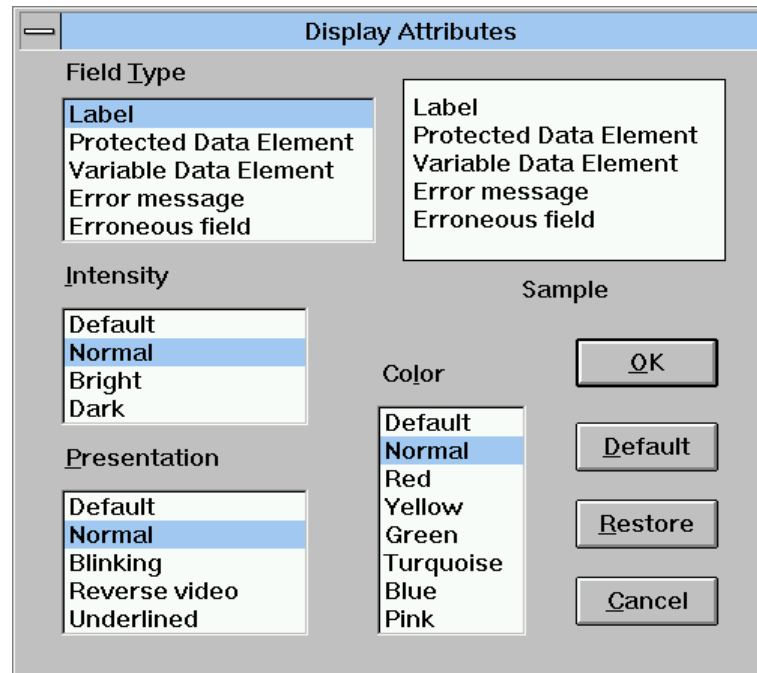 Display Attributes
Field Type
Label
Protected Data Element
Variable Data Element
Error message
Erroneous field
Label
Protected Data Element
Variable Data Element
Error message
Erroneous field
Sample
Intensity
Default
Normal
Bright
Dark
Presentation
Default
Normal
Blinking
Reverse video
Underlined
Color
Default
Normal
Red
Yellow
Green
Turquoise
Blue
Pink
OK
Default
Restore
Cancel